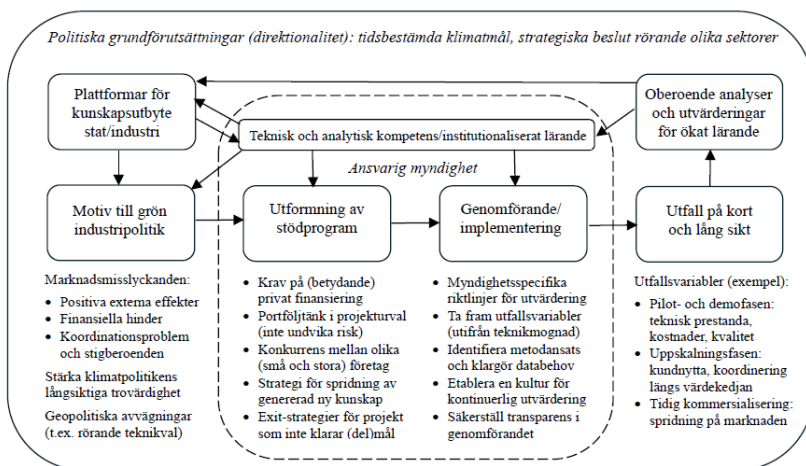 Politiska grundförutsättningar (direktionalitet): tidsbestämda klimatmål, strategiska beslut rörande olika sektorer
Plattformar för
kunskapsutbyte
stat/industri
Oberoende analyser
och utvärderingar
för ökat lärande
Teknisk och analytisk kompetens/institutionaliserat lärande
Ansvarig myndighet
Motiv till grön
industripolitik
Utformning av
stödprogram
Genomförande/
implementering
Utfall på kort
och lång sikt
Marknadsmisslyckanden:
• Positiva externa effekter
• Finansiella hinder
• Koordinationsproblem
och stigberoenden
Stärka klimatpolitikens
långsiktiga trovärdighet
Geopolitiska avvägningar
(t.ex. rörande teknikval)
• Krav på (betydande)
privat finansiering
• Portföljtänk i projekturval
(inte undvika risk)
• Konkurrens mellan olika
(små och stora) företag
• Strategi för spridning av
genererad ny kunskap
• Exit-strategier för projekt
som inte klarar (del)mål
• Myndighetsspecifika
riktlinjer för utvärdering
• Ta fram utfallsvariabler
(utifrån teknikmognad)
• Identifiera metodansats
och klargör databehov
• Etablera en kultur för
kontinuerlig utvärdering
• Säkerställ transparens i
genomförandet
Utfallsvariabler (exempel):
• Pilot- och demofasen:
teknisk prestanda,
kostnader, kvalitet
• Uppskalningsfasen:
kundnytta, koordinering
längs värdekedjan
• Tidig kommersialisering:
spridning på marknaden